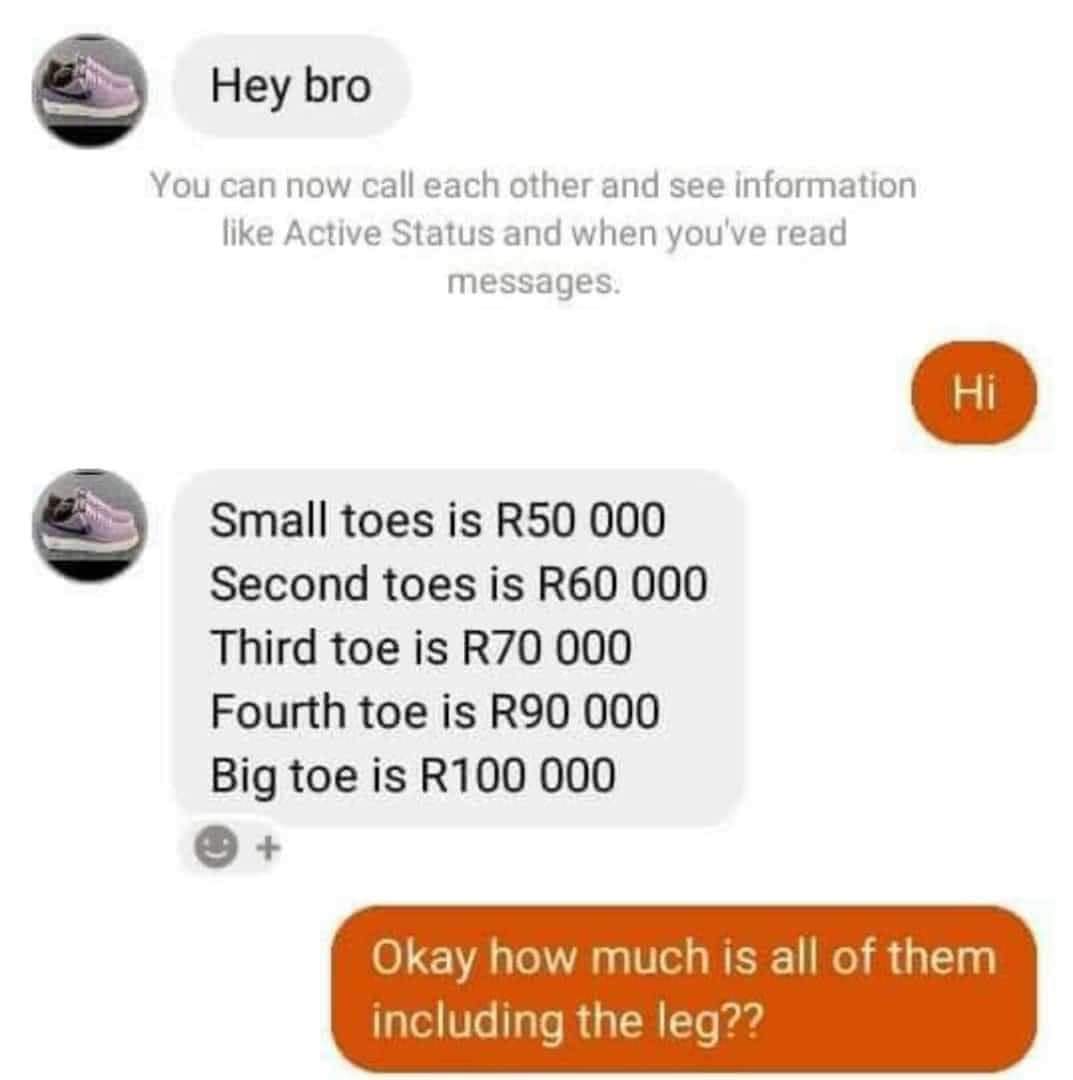 Hey bro
You can now call each other and see information
like Active Status and when you've read
messages.
Hi
Small toes is R50 000
Second toes is R60 000
Third toe is R70 000
Fourth toe is R90 000
Big toe is R100 000
Okay how much is all of them
including the leg??